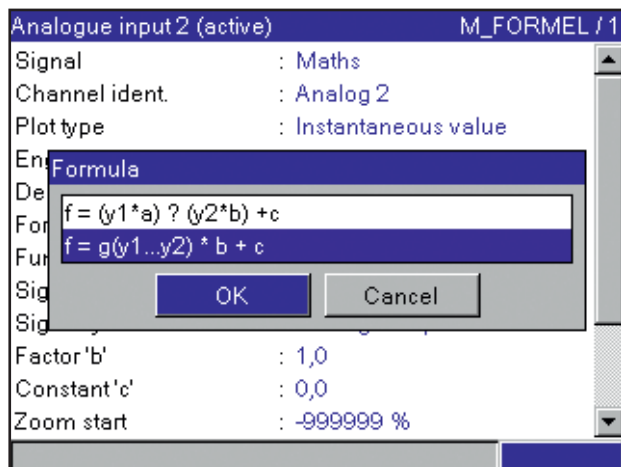 Analogue input 2 (active) M_FORMEL / 1
Signal : Maths
Channel ident. : Analog 2
Plot type : Instantaneous value
Formula
f = (y1*a) ? (y2*b) +c
f = g(y1...y2) * b + c
OK Cancel
Factor 'b' : 1,0
Constant 'c' : 0,0
Zoom start : -999999 %